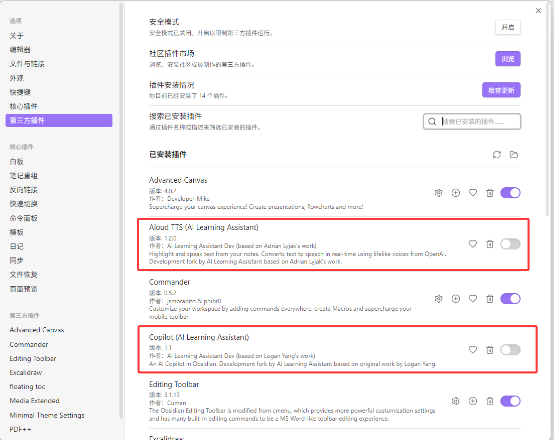 选项
关于
编辑器
文件与链接
外观
快捷键
核心插件
第三方插件
核心插件
白板
笔记重组
反向链接
快速切换
命令面板
模板
日记
同步
文件恢复
页面预览
第三方插件
Advanced Canvas
Commander
Editing Toolbar
Excalidraw
floating toc
Media Extended
Minimal Theme Settings
PDF++
安全模式
安全模式已关闭。开启以限制第三方插件运行。
开启
社区插件市场
浏览、安装社区成员制作的第三方插件。
浏览
插件安装情况
你目前已经安装了 14 个插件。
检查更新
搜索已安装插件
通过插件名称或描述来筛选已安装的插件。
搜索已安装的插件……
已安装插件
Advanced Canvas
版本: 4.0.2
作者: Developer-Mike
Supercharge your canvas experience! Create presentations, flowcharts and more!
Aloud TTS (AI Learning Assistant)
版本: 1.2.0
作者: AI Learning Assistant Dev (based on Adrian Lyjak's work)
Highlight and speak text from your notes. Converts text to speech in real-time using lifelike voices from OpenAI.
Development fork by AI Learning Assistant based on Adrian Lyjak's work.
Commander
版本: 0.5.2
作者: jsmorabito & phibr0
Customize your workspace by adding commands everywhere, create Macros and supercharge your
mobile toolbar.
Copilot (AI Learning Assistant)
版本: 1.1
作者: AI Learning Assistant Dev (based on Logan Yang's work)
An AI Copilot in Obsidian. Development fork by AI Learning Assistant based on original work by Logan Yang.
Editing Toolbar
版本: 3.1.13
作者: Cuman
The Obsidian Editing Toolbar is modified from cmenu, which provides more powerful customization settings
and has many built-in editing commands to be a MS Word-like toolbar editing experience.
Excalidraw